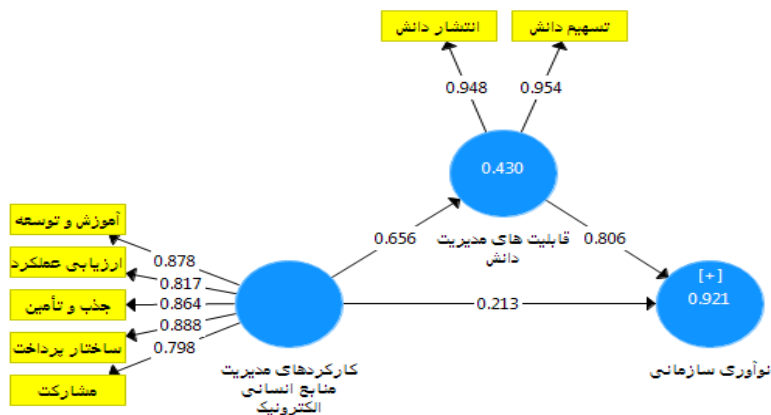 انتشار دانش
تسهیم دانش
0.948
0.954
0.430
قابلیت های مدیریت
دانش
0.656
0.806
آموزش و توسعه
ارزیابی عملکرد
جذب و تأمین
ساختار پرداخت
مشارکت
0.878
0.817
0.864
0.888
0.798
کارکردهای مدیریت
منابع انسانی
الکترونیک
0.213
[+]
0.921
نوآوری سازمانی